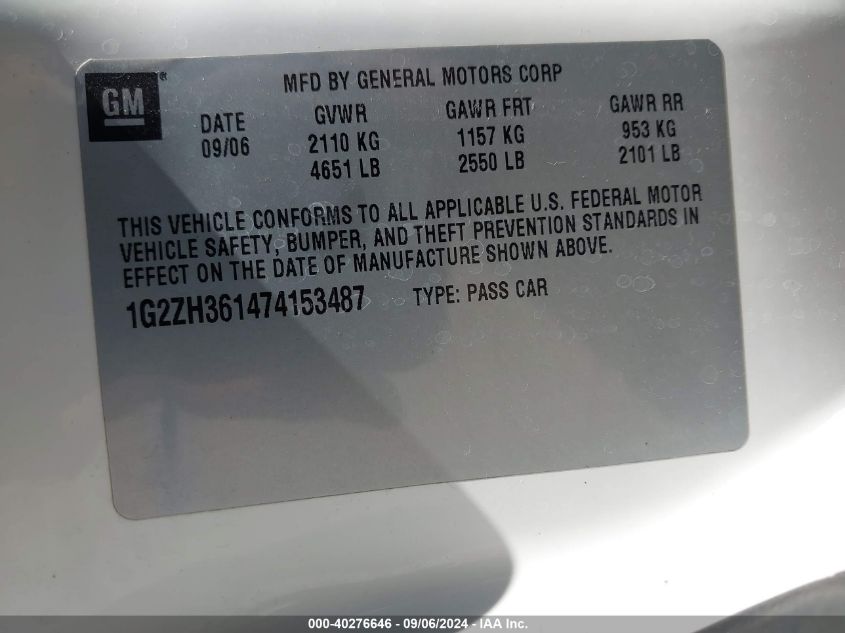 GM ®
MFD BY GENERAL MOTORS CORP
DATE GVWR GAWR FRT GAWR RR
09/06 2110 KG 1157 KG 953 KG
4651 LB 2550 LB 2101 LB
THIS VEHICLE CONFORMS TO ALL APPLICABLE U.S. FEDERAL MOTOR
VEHICLE SAFETY, BUMPER, AND THEFT PREVENTION STANDARDS IN
EFFECT ON THE DATE OF MANUFACTURE SHOWN ABOVE.
1G2ZH361474153487 TYPE: PASS CAR
000-40276646 - 09/06/2024 - IAA Inc.